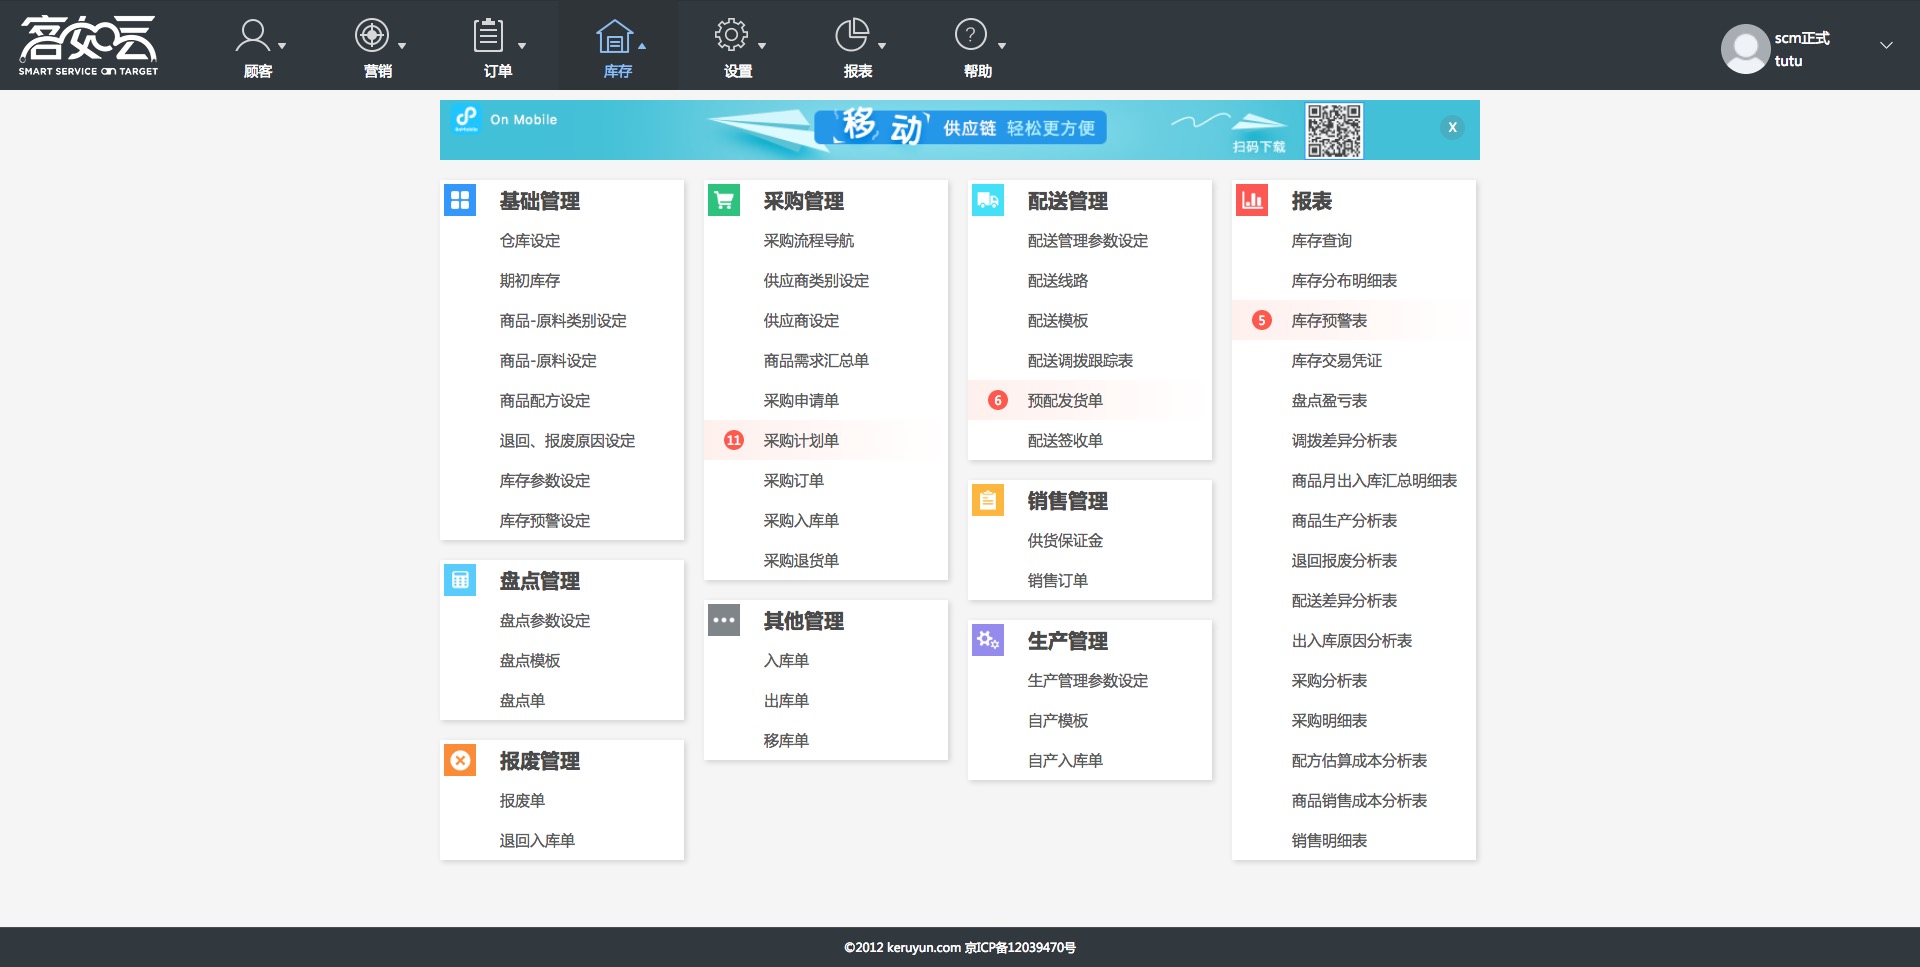 客如云
SMART SERVICE on TARGET
顾客
营销
订单
库存
设置
报表
帮助
scm正式
tutu
On Mobile
移动 供应链 轻松更方便
扫码下载
X
基础管理
仓库设定
期初库存
商品-原料类别设定
商品-原料设定
商品配方设定
退回、报废原因设定
库存参数设定
库存预警设定
盘点管理
盘点参数设定
盘点模板
盘点单
报废管理
报废单
退回入库单
采购管理
采购流程导航
供应商类别设定
供应商设定
商品需求汇总单
采购申请单
11 采购计划单
采购订单
采购入库单
采购退货单
其他管理
入库单
出库单
移库单
配送管理
配送管理参数设定
配送线路
配送模板
配送调拨跟踪表
6 预配发货单
配送签收单
销售管理
供货保证金
销售订单
生产管理
生产管理参数设定
自产模板
自产入库单
报表
库存查询
库存分布明细表
5 库存预警表
库存交易凭证
盘点盈亏表
调拨差异分析表
商品月出入库汇总明细表
商品生产分析表
退回报废分析表
配送差异分析表
出入库原因分析表
采购分析表
采购明细表
配方估算成本分析表
商品销售成本分析表
销售明细表
©2012 keruyun.com 京ICP备12039470号